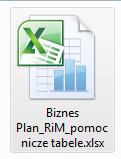 Biznes
Plan_RiM_pomoc
nicze tabele.xlsx